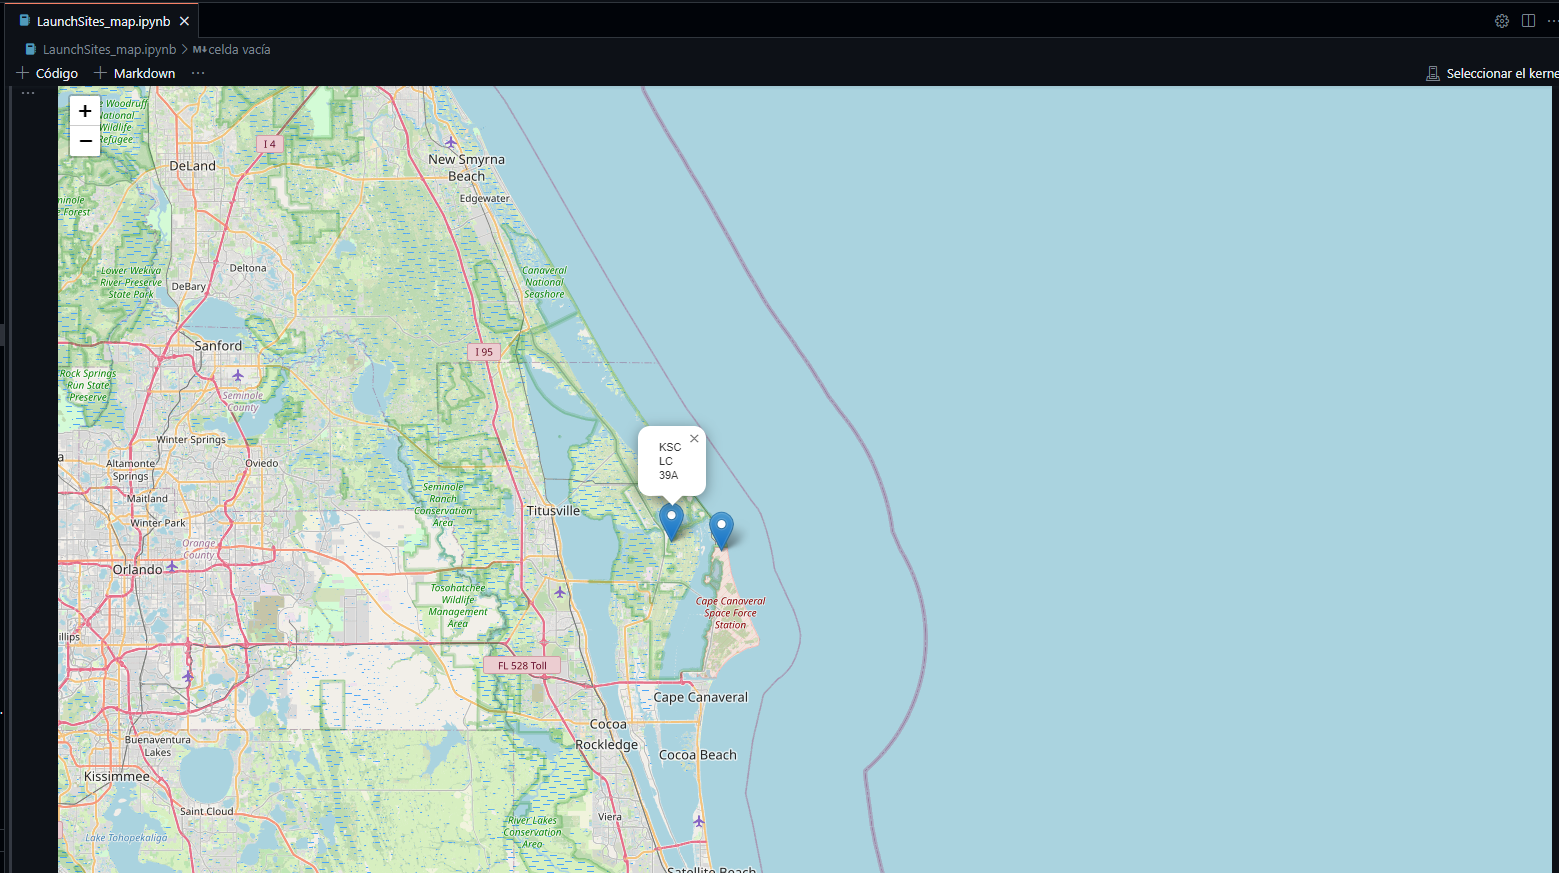 LaunchSites_map.ipynb
LaunchSites_map.ipynb > M↓celda vacía
+ Código + Markdown ···
Seleccionar el kerne
+
−
e Woodruff
National
Wildlife
Refugee.
I 4
DeLand
New Smyrna
Beach
Edgewater
minole
te Forest
Lower Wekiva
River Preserve
State Park
Deltona
DeBary
Canaveral
National
Seashore
Sanford
I 95
Rock Springs
Run State
Preserve
Seminole
County
Winter Springs
Altamonte
Springs
Oviedo
Maitland
Winter Park
Seminole
Ranch
Conservation
Area
KSC
LC
39A
Titusville
Orange
County
Orlando
Tosohatchee
Wildlife
Management
Area
Cape Canaveral
Space Force
Station
illips
FL 528 Toll
Cape Canaveral
Cocoa
Rockledge
Buenaventura
Lakes
Cocoa Beach
Kissimmee
Saint Cloud
Viera
Lake Tohopekaliga
River Lakes
Conservation
Area
Satellite Beach